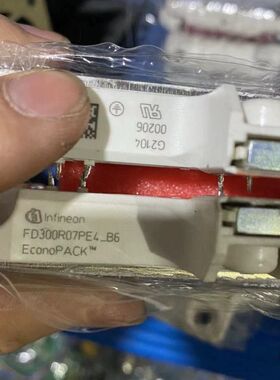 G2104
00206
Infineon
FD300R07PE4_B6
EconoPACK™